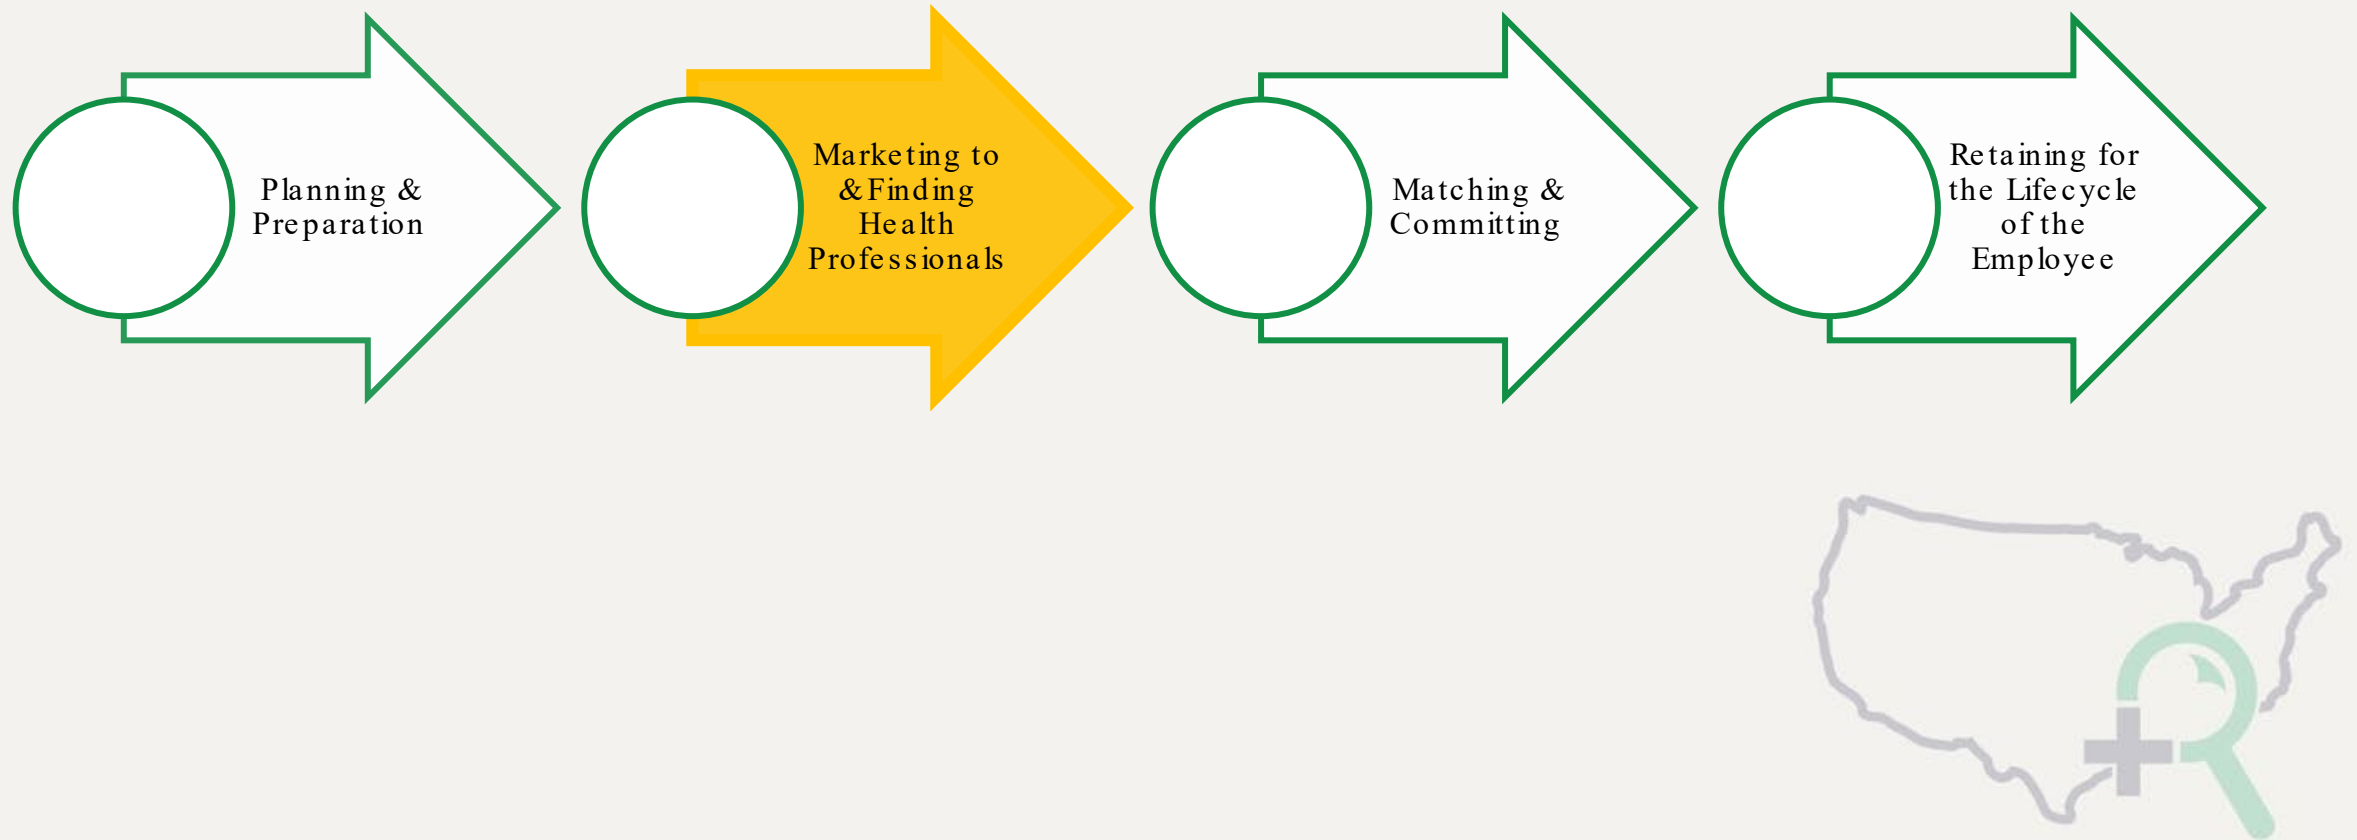 Planning &
Preparation
Marketing to
& Finding
Health
Professionals
Matching &
Committing
Retaining for
the Lifecycle
of the
Employee